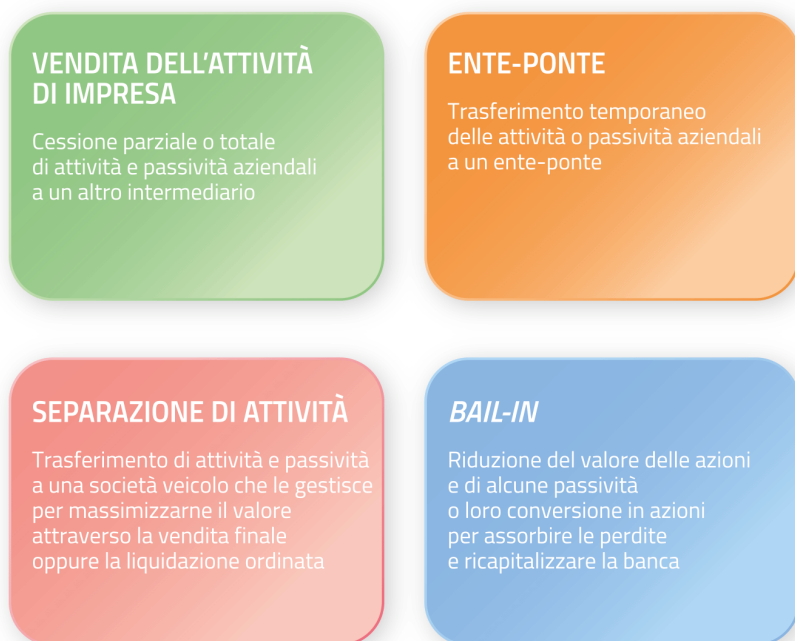 VENDITA DELL'ATTIVITÀ
DI IMPRESA
Cessione parziale o totale
di attività e passività aziendali
a un altro intermediario
ENTE-PONTE
Trasferimento temporaneo
delle attività o passività aziendali
a un ente-ponte
SEPARAZIONE DI ATTIVITÀ
Trasferimento di attività e passività
a una società veicolo che le gestisce
per massimizzarne il valore
attraverso la vendita finale
oppure la liquidazione ordinata
BAIL-IN
Riduzione del valore delle azioni
e di alcune passività
o loro conversione in azioni
per assorbire le perdite
e ricapitalizzare la banca